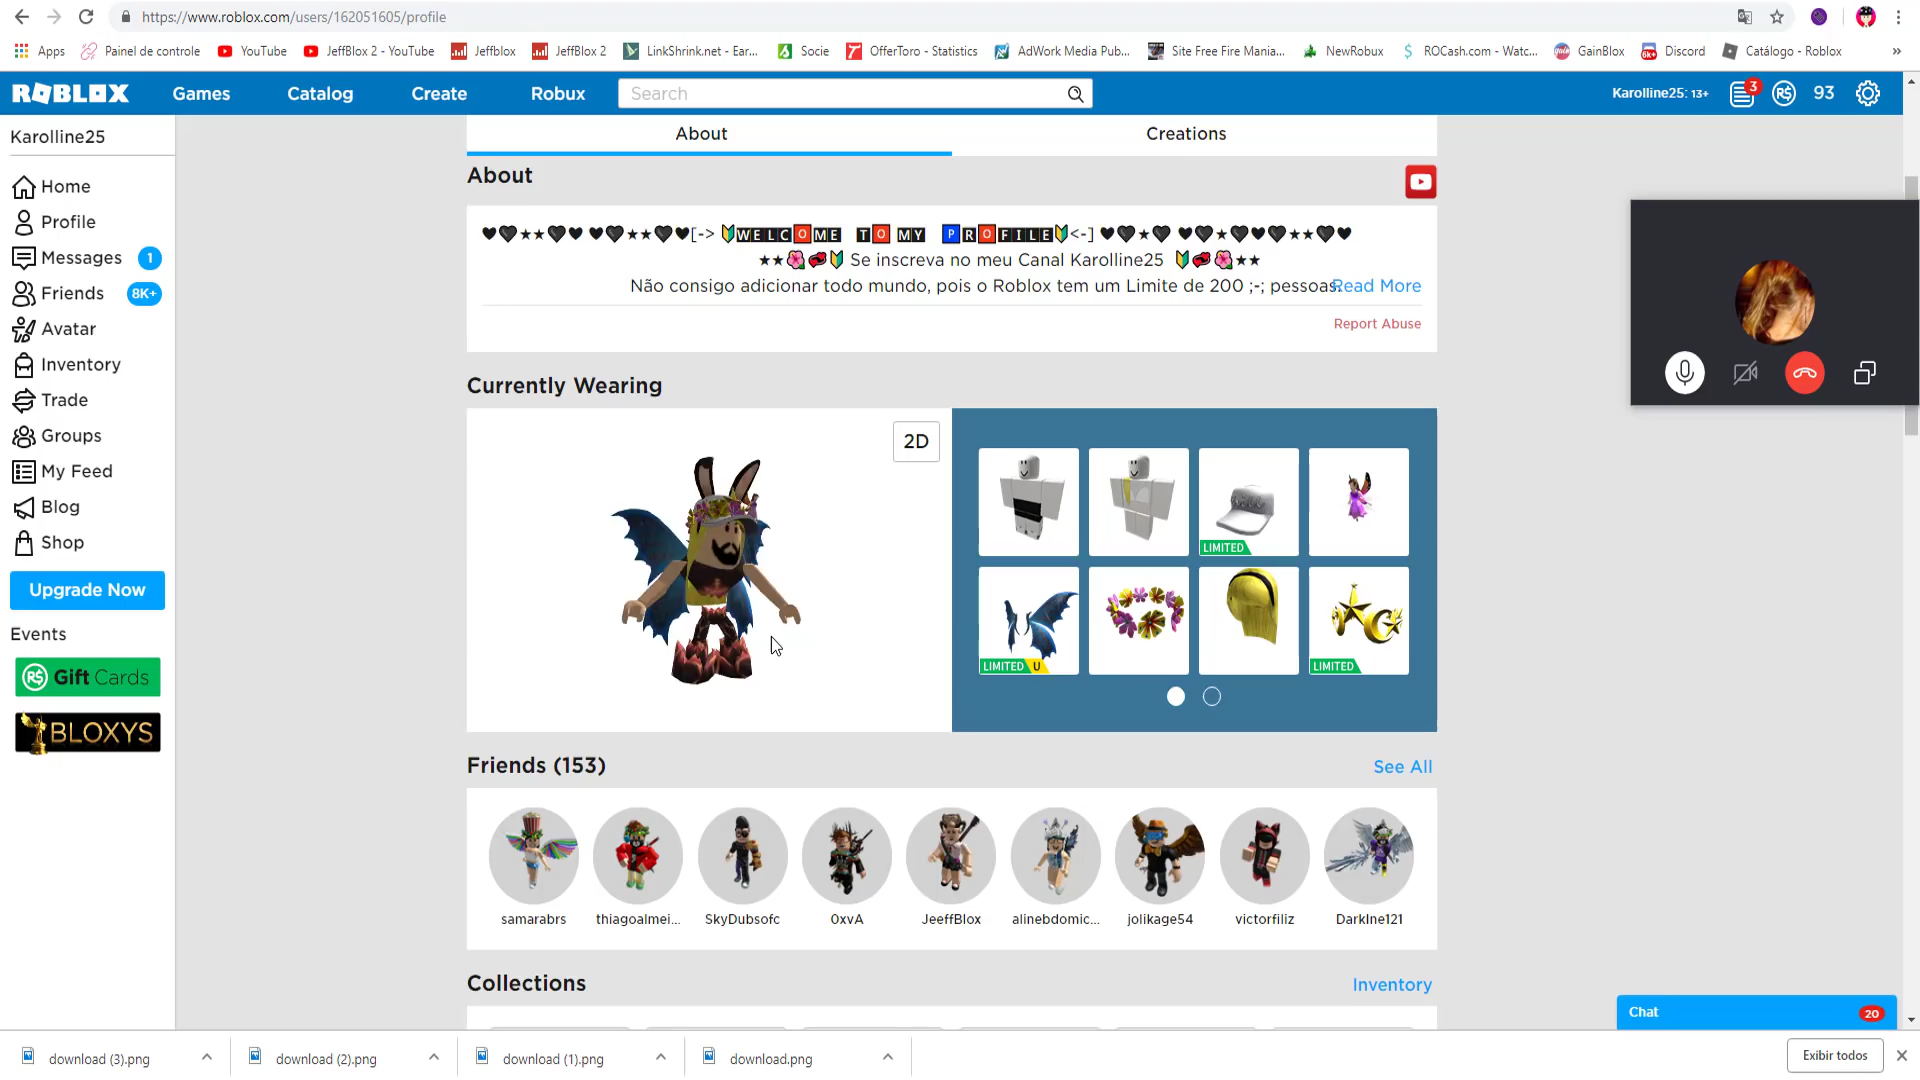 https://www.roblox.com/users/162051605/profile
Apps Painel de controle YouTube JeffBlox 2 - YouTube Jeffblox JeffBlox 2 LinkShrink.net - Ear... Socie OfferToro - Statistics AdWork Media Pub... Site Free Fire Mania... NewRobux ROCash.com - Watc... GainBlox Discord Catálogo - Roblox »
ROBLOX Games Catalog Create Robux Search Karolline25: 13+ 3 R$ 93
Karolline25
Home
Profile
Messages 1
Friends 8K+
Avatar
Inventory
Trade
Groups
My Feed
Blog
Shop
Upgrade Now
Events
R$ Gift Cards
BLOXYS
About Creations
About
♥🖤★★🖤♥ ♥🖤★★🖤♥[-> 🔰WELCOME TO MY PROFILE🔰<-] ♥🖤★🖤 ♥🖤★🖤♥🖤★★🖤♥
★★🌺💋🔰 Se inscreva no meu Canal Karolline25 🔰💋🌺★★
Não consigo adicionar todo mundo, pois o Roblox tem um Limite de 200 ;-; pessoas. Read More
Report Abuse
Currently Wearing
2D
LIMITED
LIMITED U
LIMITED
Friends (153) See All
samarabrs thiagoalmei... SkyDubsofc 0xvA JeeffBlox alinebdomic... jolikage54 victorfiliz DarkIne121
Collections Inventory
Chat 20
download (3).png download (2).png download (1).png download.png Exibir todos